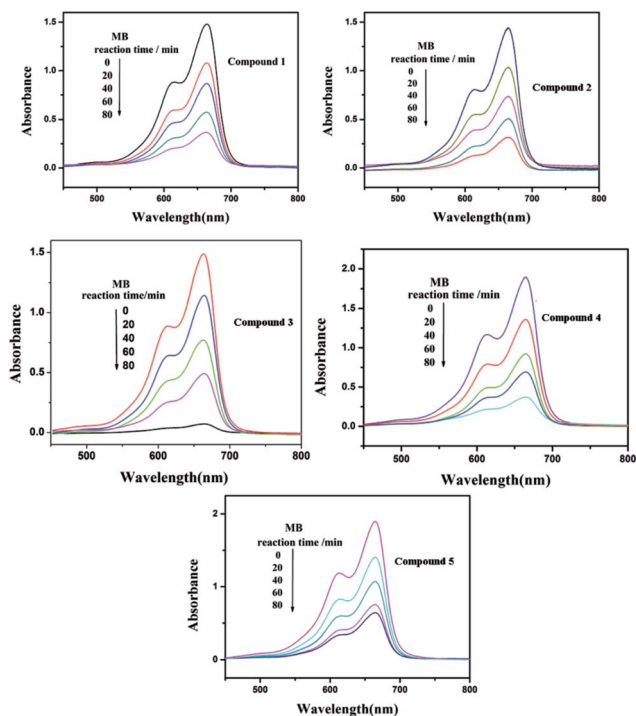 MB
reaction time / min
0
20
40
60
80
Compound 1
Absorbance
1.5
1.0
0.5
0.0
500 600 700 800
Wavelength(nm)
MB
reaction time / min
0
20
40
60
80
Compound 2
Absorbance
1.5
1.0
0.5
0.0
500 600 700 800
Wavelength(nm)
MB
reaction time/min
0
20
40
60
80
Compound 3
Absorbance
1.5
1.0
0.5
0.0
500 600 700 800
Wavelength(nm)
MB
reaction time /min
0
20
40
60
80
Compound 4
Absorbance
2.0
1.5
1.0
0.5
0.0
400 500 600 700 800
Wavelength(nm)
MB
reaction time /min
0
20
40
60
80
Compound 5
Absorbance
2
1
0
400 500 600 700 800
Wavelength(nm)